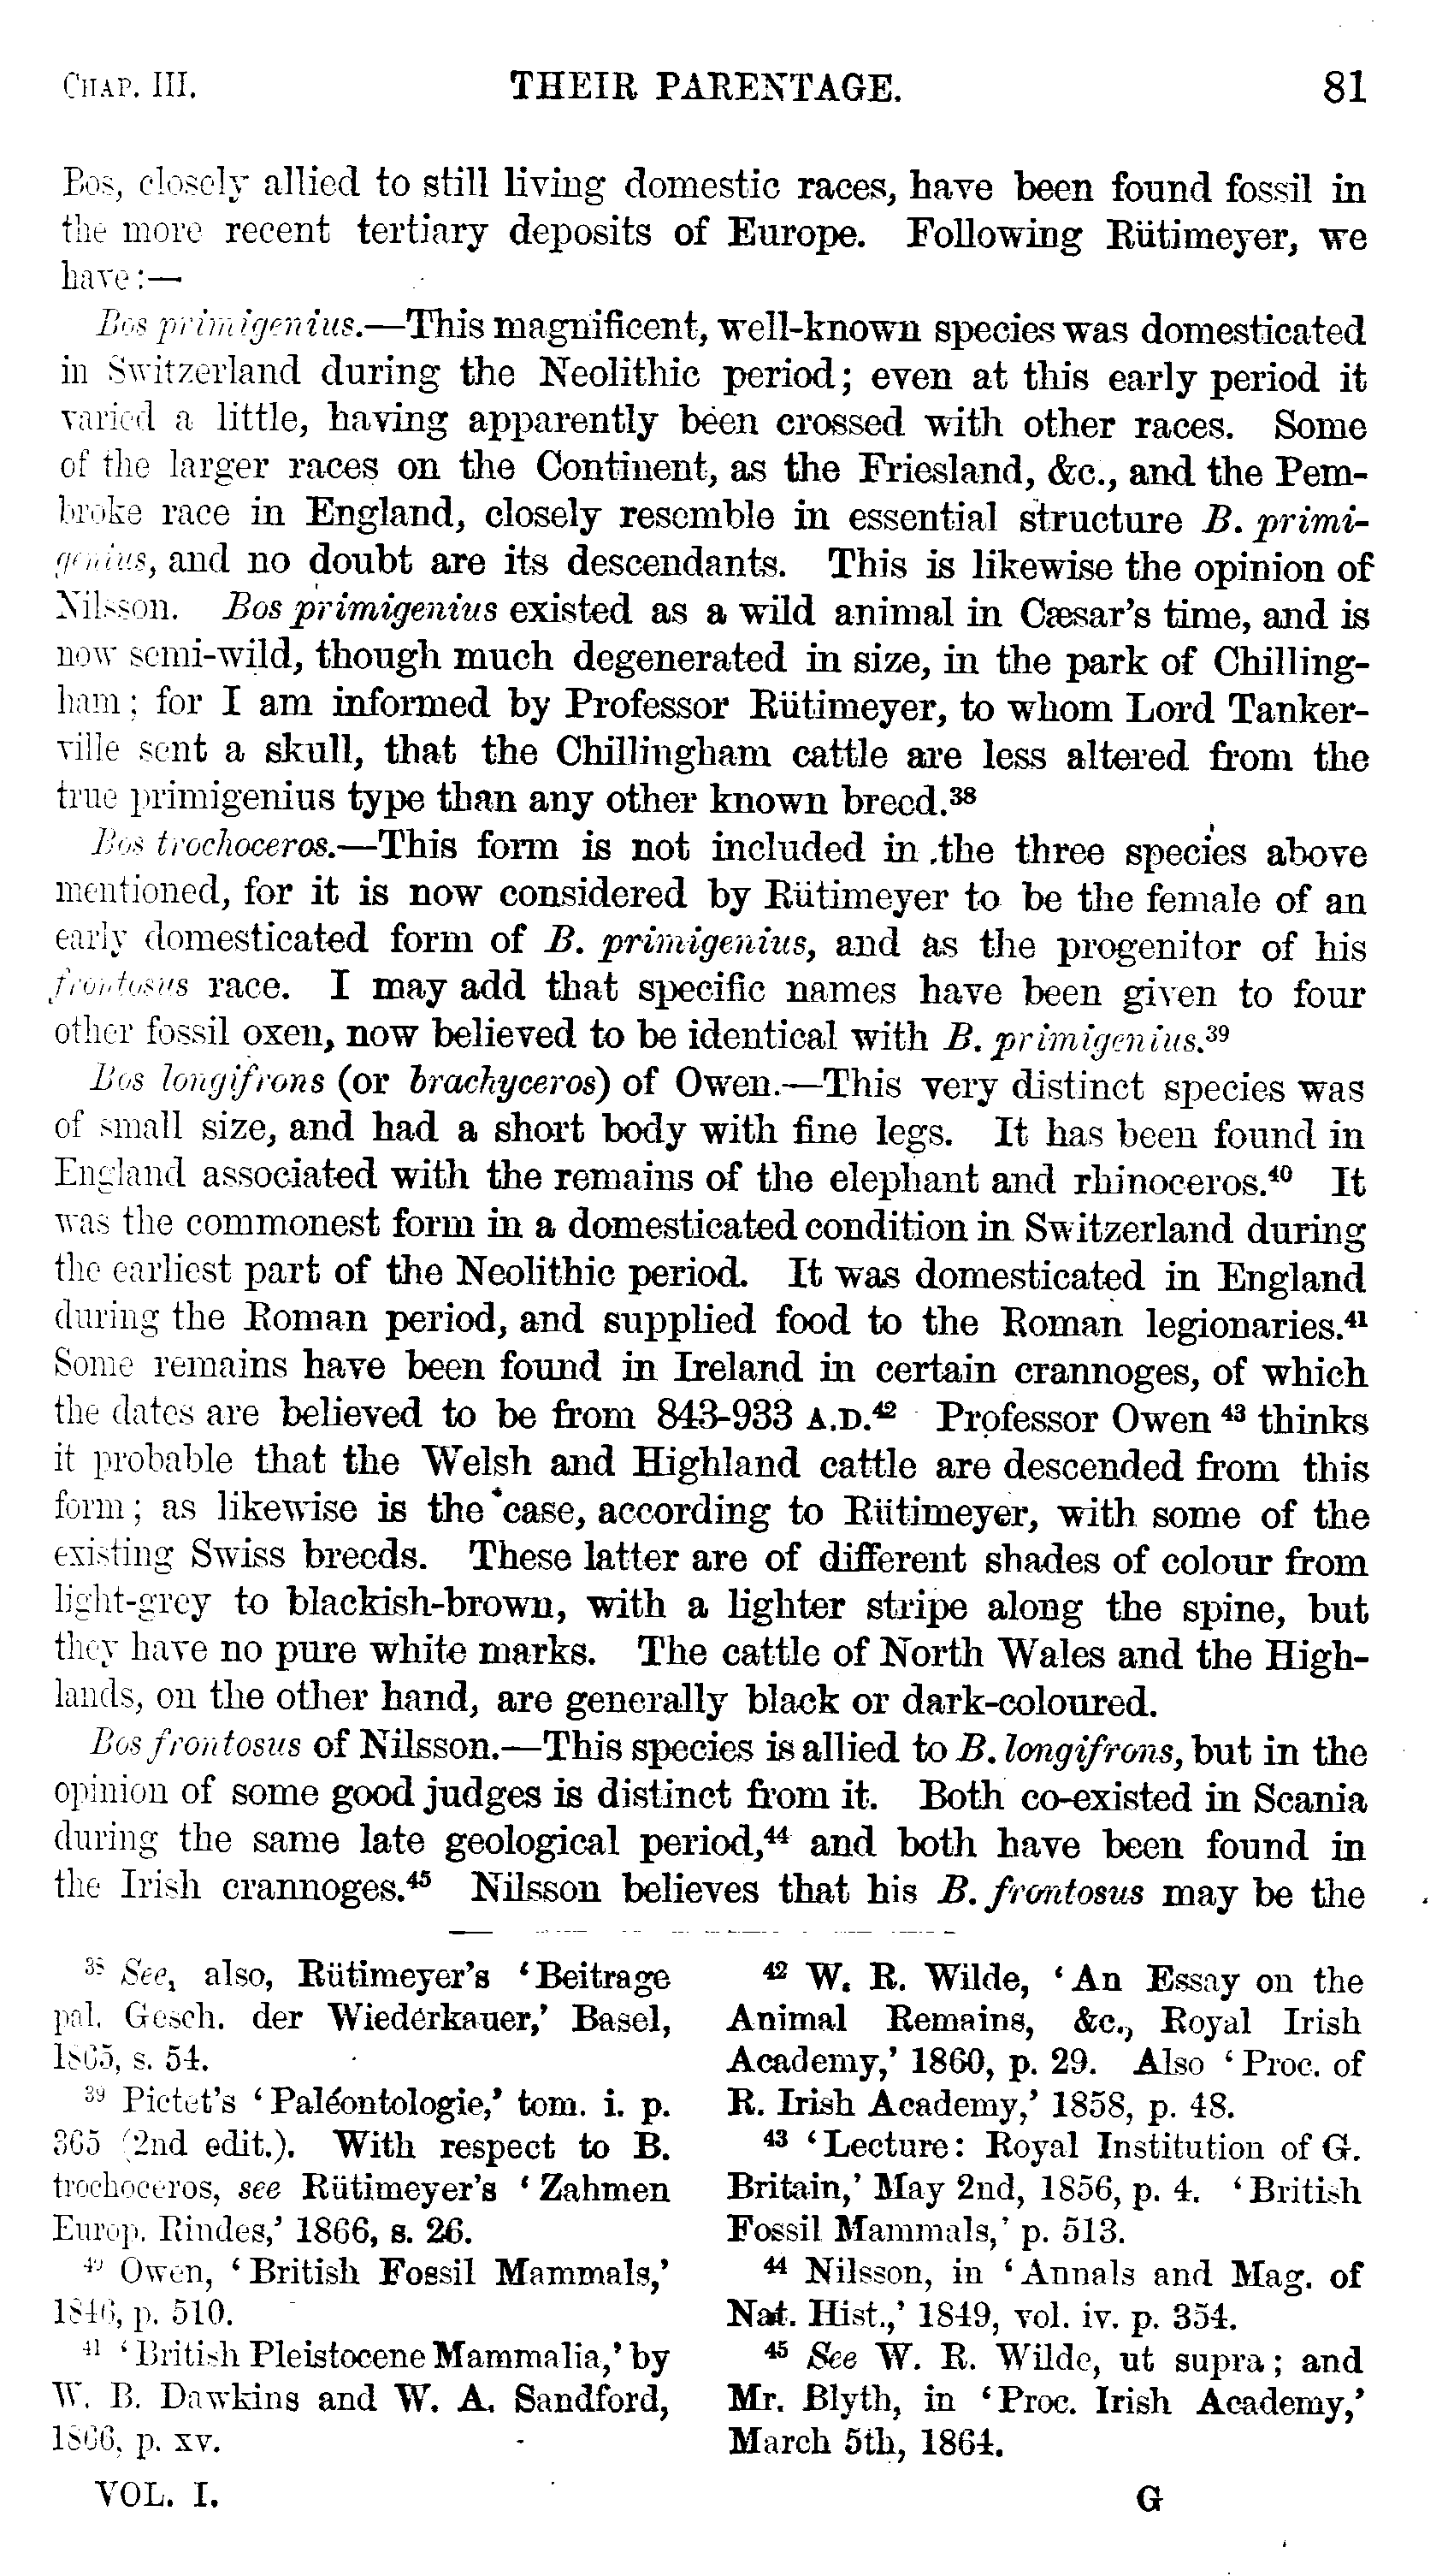 CHAP. III. THEIR PARENTAGE. 81
Bos, closely allied to still living domestic races, have been found fossil in
the more recent tertiary deposits of Europe. Following Rütimeyer, we
have:—
Bos primigenius.—This magnificent, well-known species was domesticated
in Switzerland during the Neolithic period; even at this early period it
varied a little, having apparently been crossed with other races. Some
of the larger races on the Continent, as the Friesland, &c., and the Pem-
broke race in England, closely resemble in essential structure B. primi-
genius, and no doubt are its descendants. This is likewise the opinion of
Nilsson. Bos primigenius existed as a wild animal in Cæsar's time, and is
now semi-wild, though much degenerated in size, in the park of Chilling-
ham; for I am informed by Professor Rütimeyer, to whom Lord Tanker-
ville sent a skull, that the Chillingham cattle are less altered from the
true primigenius type than any other known breed.³⁸
Bos trochoceros.—This form is not included in the three species above
mentioned, for it is now considered by Rütimeyer to be the female of an
early domesticated form of B. primigenius, and as the progenitor of his
frontosus race. I may add that specific names have been given to four
other fossil oxen, now believed to be identical with B. primigenius.³⁹
Bos longifrons (or brachyceros) of Owen.—This very distinct species was
of small size, and had a short body with fine legs. It has been found in
England associated with the remains of the elephant and rhinoceros.⁴⁰ It
was the commonest form in a domesticated condition in Switzerland during
the earliest part of the Neolithic period. It was domesticated in England
during the Roman period, and supplied food to the Roman legionaries.⁴¹
Some remains have been found in Ireland in certain crannoges, of which
the dates are believed to be from 843-933 A.D.⁴² Professor Owen ⁴³ thinks
it probable that the Welsh and Highland cattle are descended from this
form; as likewise is the case, according to Rütimeyer, with some of the
existing Swiss breeds. These latter are of different shades of colour from
light-grey to blackish-brown, with a lighter stripe along the spine, but
they have no pure white marks. The cattle of North Wales and the High-
lands, on the other hand, are generally black or dark-coloured.
Bos frontosus of Nilsson.—This species is allied to B. longifrons, but in the
opinion of some good judges is distinct from it. Both co-existed in Scania
during the same late geological period,⁴⁴ and both have been found in
the Irish crannoges.⁴⁵ Nilsson believes that his B. frontosus may be the
³⁸ See, also, Rütimeyer's 'Beitrage
pal. Gesch. der Wiederkauer,' Basel,
1865, s. 54.
³⁹ Pictet's 'Paléontologie,' tom. i. p.
365 (2nd edit.). With respect to B.
trochoceros, see Rütimeyer's 'Zahmen
Europ. Rindes,' 1866, s. 26.
⁴⁰ Owen, 'British Fossil Mammals,'
1846, p. 510.
⁴¹ 'British Pleistocene Mammalia,' by
W. B. Dawkins and W. A. Sandford,
1866, p. xv.
⁴² W. R. Wilde, 'An Essay on the
Animal Remains, &c., Royal Irish
Academy,' 1860, p. 29. Also 'Proc. of
R. Irish Academy,' 1858, p. 48.
⁴³ 'Lecture: Royal Institution of G.
Britain,' May 2nd, 1856, p. 4. 'British
Fossil Mammals,' p. 513.
⁴⁴ Nilsson, in 'Annals and Mag. of
Nat. Hist.,' 1849, vol. iv. p. 354.
⁴⁵ See W. R. Wilde, ut supra; and
Mr. Blyth, in 'Proc. Irish Academy,'
March 5th, 1864.
VOL. I. G